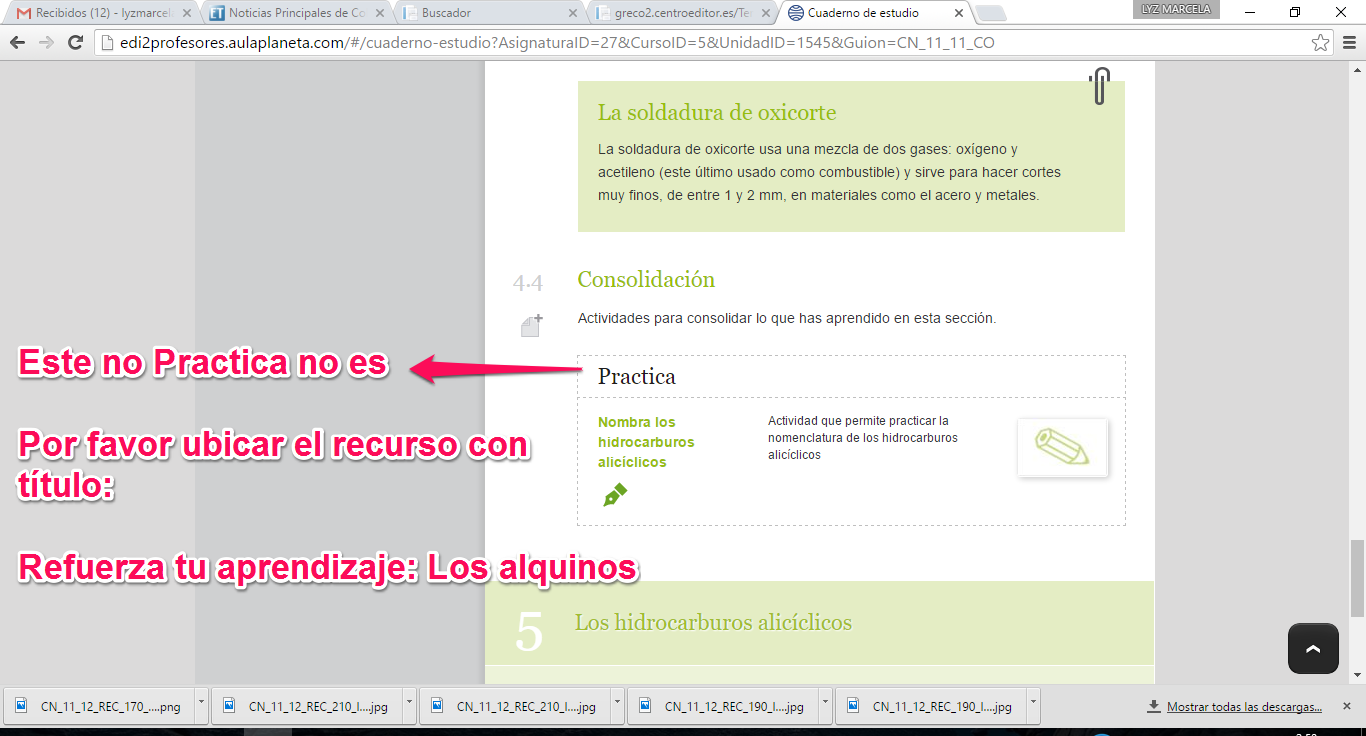 Recibidos (12) - lyzmarcel
Noticias Principales de Co
Buscador
greco2.centroeditor.es/Te
Cuaderno de estudio
LYZ MARCELA
edi2profesores.aulaplaneta.com/#/cuaderno-estudio?AsignaturaID=27&CursoID=5&UnidadID=1545&Guion=CN_11_11_CO
La soldadura de oxicorte
La soldadura de oxicorte usa una mezcla de dos gases: oxígeno y
acetileno (este último usado como combustible) y sirve para hacer cortes
muy finos, de entre 1 y 2 mm, en materiales como el acero y metales.
4.4 Consolidación
Actividades para consolidar lo que has aprendido en esta sección.
Este no Practica no es
Practica
Nombra los
hidrocarburos
alicíclicos
Actividad que permite practicar la
nomenclatura de los hidrocarburos
alicíclicos
Por favor ubicar el recurso con
título:
Refuerza tu aprendizaje: Los alquinos
5 Los hidrocarburos alicíclicos
CN_11_12_REC_170_....png
CN_11_12_REC_210_I....jpg
CN_11_12_REC_210_I....jpg
CN_11_12_REC_190_I....jpg
CN_11_12_REC_190_I....jpg
Mostrar todas las descargas...